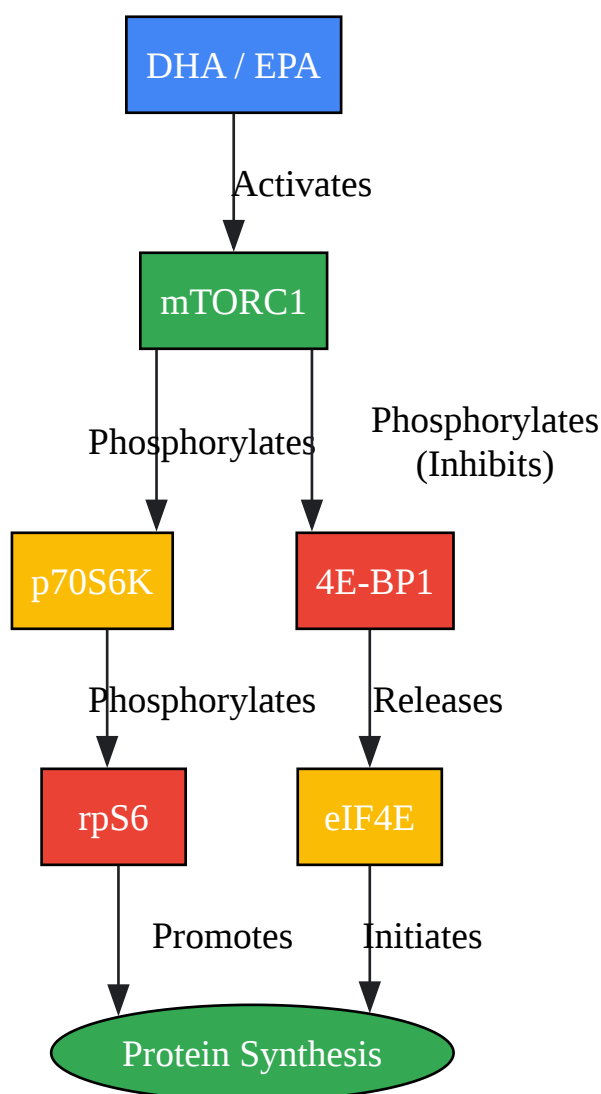 DHA / EPA
Activates
mTORC1
Phosphorylates
Phosphorylates
(Inhibits)
p70S6K
4E-BP1
Phosphorylates
Releases
rpS6
eIF4E
Promotes
Initiates
Protein Synthesis